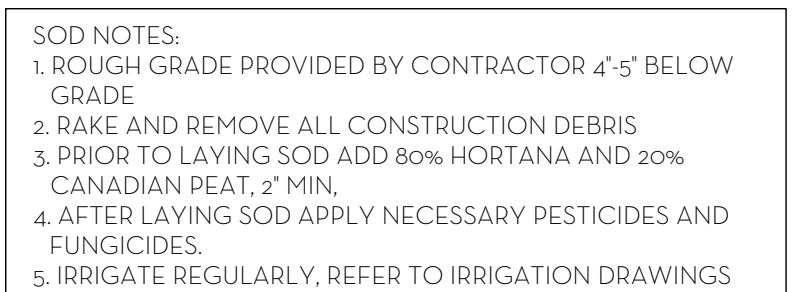 SOD NOTES:
1. ROUGH GRADE PROVIDED BY CONTRACTOR 4"-5" BELOW
GRADE
2. RAKE AND REMOVE ALL CONSTRUCTION DEBRIS
3. PRIOR TO LAYING SOD ADD 80% HORTANA AND 20%
CANADIAN PEAT, 2" MIN,
4. AFTER LAYING SOD APPLY NECESSARY PESTICIDES AND
FUNGICIDES.
5. IRRIGATE REGULARLY, REFER TO IRRIGATION DRAWINGS